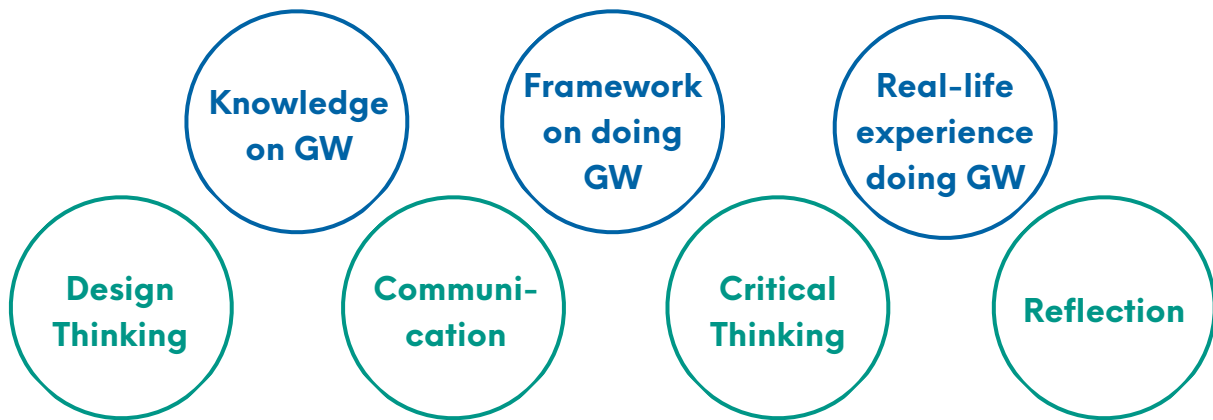 Knowledge
on GW
Framework
on doing
GW
Real-life
experience
doing GW
Design
Thinking
Communi-
cation
Critical
Thinking
Reflection